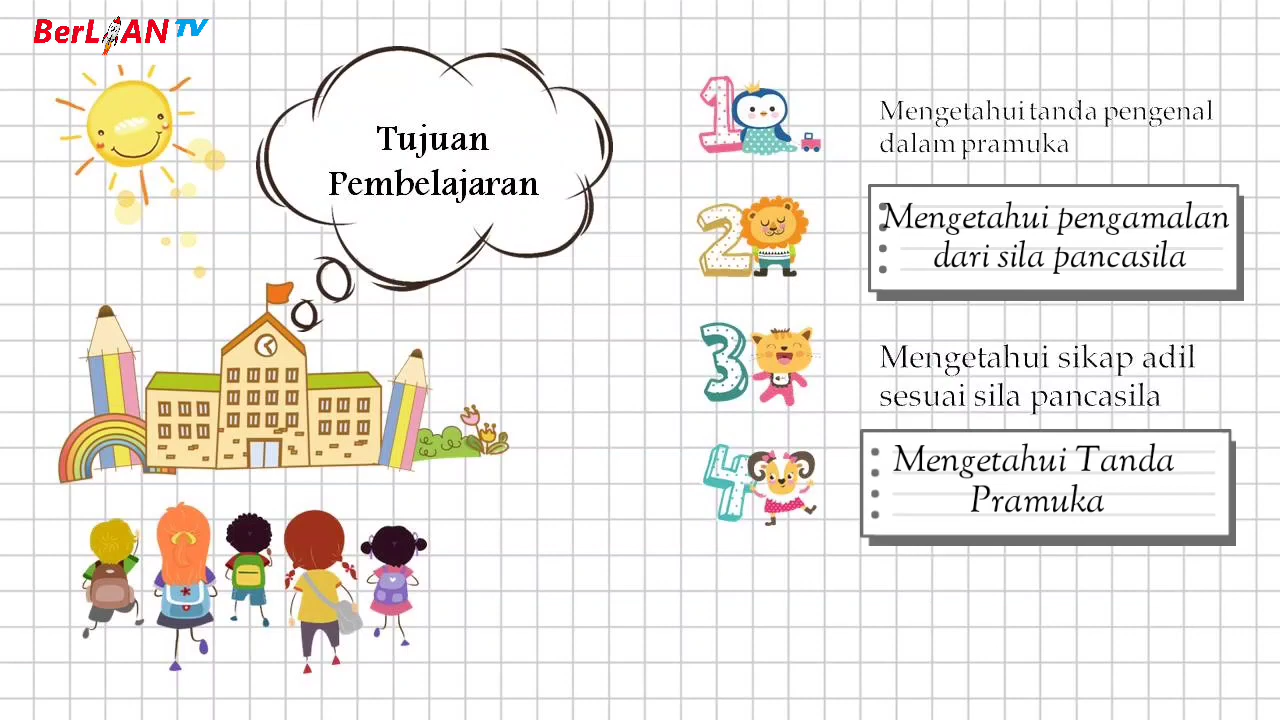 BerLIAN TV
Tujuan
Pembelajaran
1
Mengetahui tanda pengenal
dalam pramuka
2
Mengetahui pengamalan
dari sila pancasila
3
Mengetahui sikap adil
sesuai sila pancasila
4
Mengetahui Tanda
Pramuka